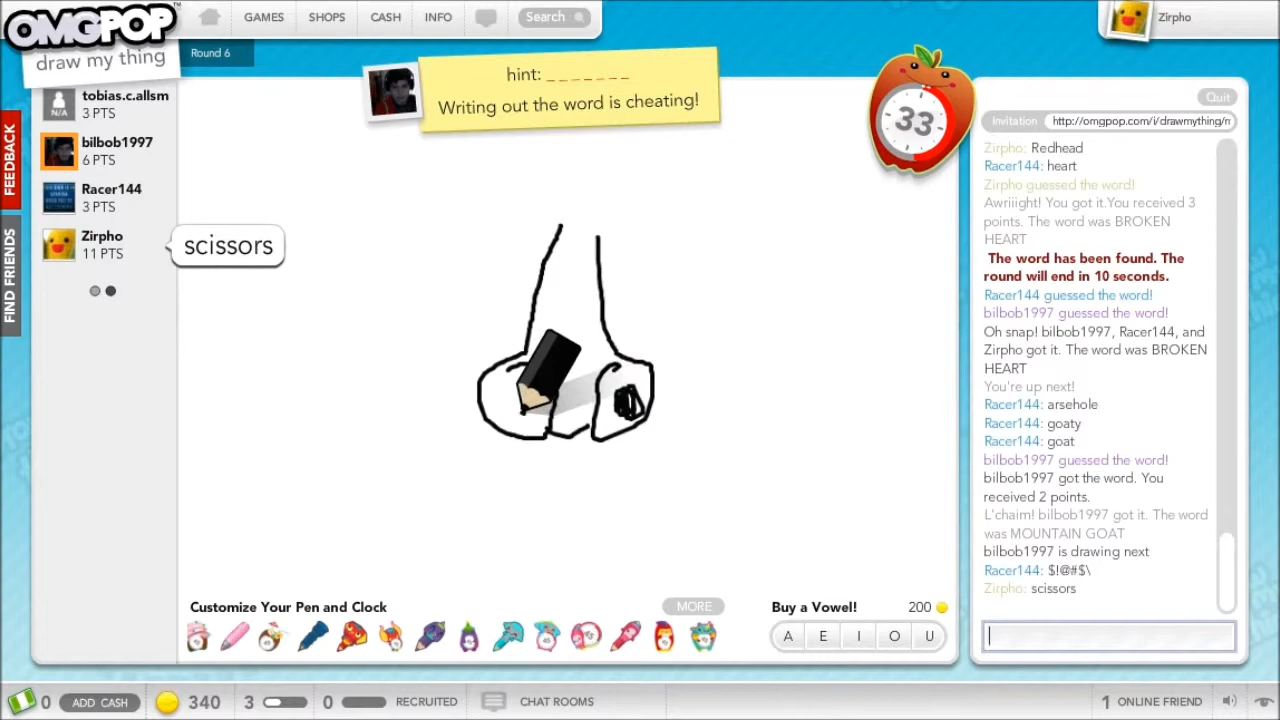 OMGPOP™
GAMES
SHOPS
CASH
INFO
Search
Zirpho
draw my thing
Round 6
FEEDBACK
FIND FRIENDS
N/A
tobias.c.allsm
3 PTS
bilbob1997
6 PTS
Racer144
3 PTS
Zirpho
11 PTS
scissors
hint: _ _ _ _ _ _ _
Writing out the word is cheating!
33
Quit
Invitation
http://omgpop.com/i/drawmything/m
Zirpho: Redhead
Racer144: heart
Zirpho guessed the word!
Awriiight! You got it.You received 3
points. The word was BROKEN
HEART
The word has been found. The
round will end in 10 seconds.
Racer144 guessed the word!
bilbob1997 guessed the word!
Oh snap! bilbob1997, Racer144, and
Zirpho got it. The word was BROKEN
HEART
You're up next!
Racer144: arsehole
Racer144: goaty
Racer144: goat
bilbob1997 guessed the word!
bilbob1997 got the word. You
received 2 points.
L'chaim! bilbob1997 got it. The word
was MOUNTAIN GOAT
bilbob1997 is drawing next
Racer144: $!@#$\
Zirpho: scissors
Customize Your Pen and Clock
MORE
Buy a Vowel!
200
A E I O U
0
ADD CASH
340
3
0
RECRUITED
CHAT ROOMS
1 ONLINE FRIEND